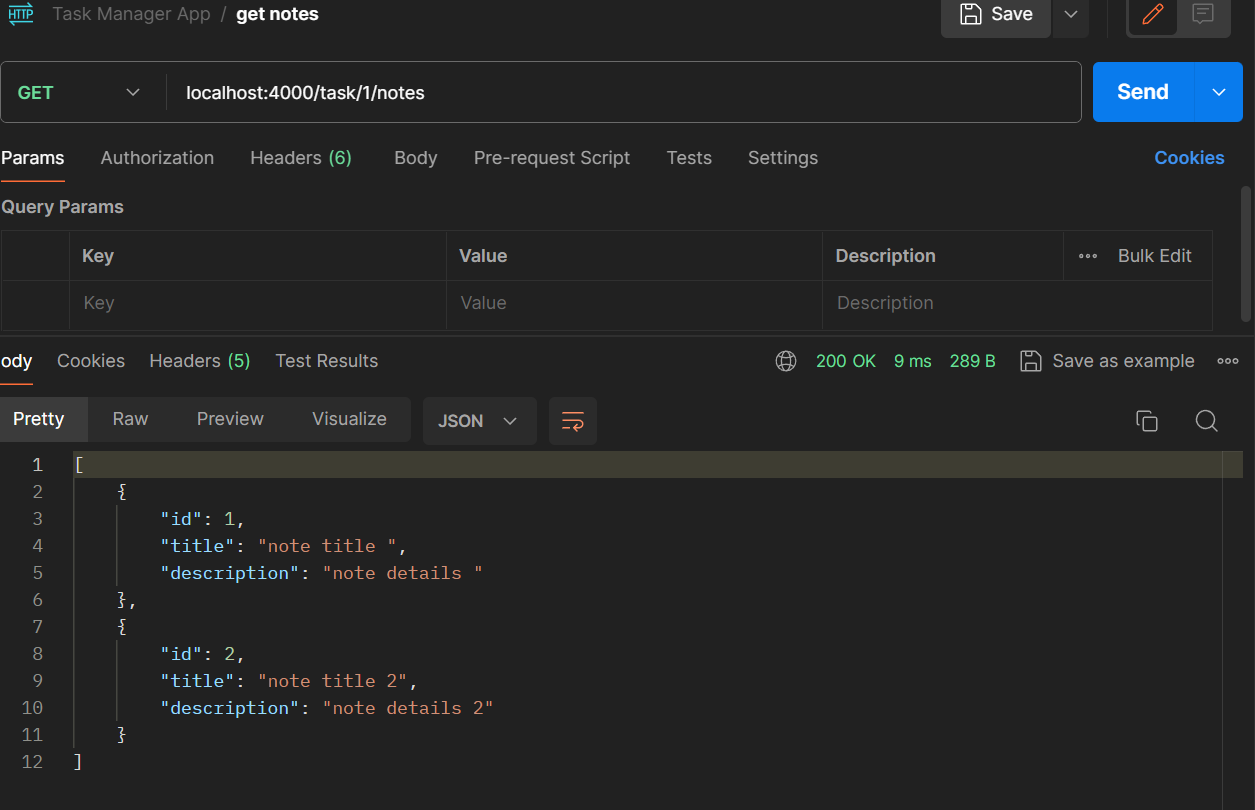 HTTP Task Manager App / get notes Save
GET localhost:4000/task/1/notes Send
Params Authorization Headers (6) Body Pre-request Script Tests Settings Cookies
Query Params
Key Value Description Bulk Edit
Key Value Description
ody Cookies Headers (5) Test Results 200 OK 9 ms 289 B Save as example
Pretty Raw Preview Visualize JSON
1 [
2 {
3 "id": 1,
4 "title": "note title ",
5 "description": "note details "
6 },
7 {
8 "id": 2,
9 "title": "note title 2",
10 "description": "note details 2"
11 }
12 ]